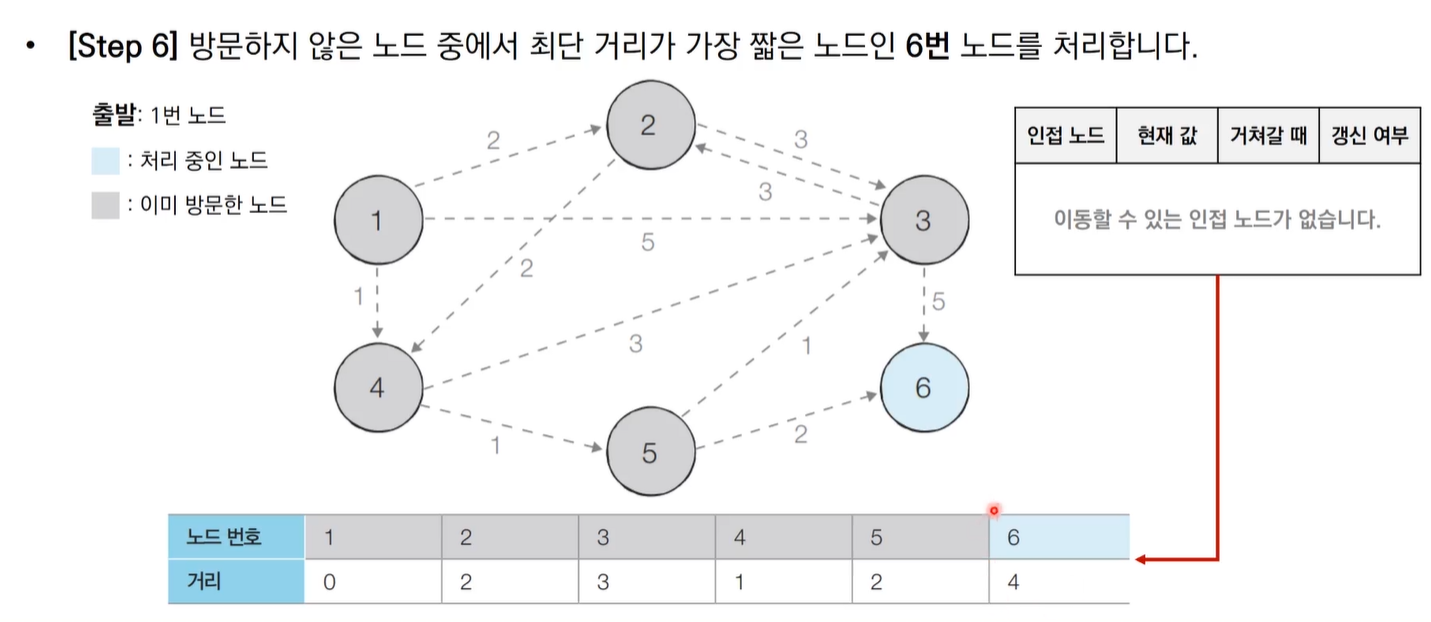 • [Step 6] 방문하지 않은 노드 중에서 최단 거리가 가장 짧은 노드인 6번 노드를 처리합니다.
출발: 1번 노드
: 처리 중인 노드
: 이미 방문한 노드
인접 노드 현재 값 거쳐갈 때 갱신 여부
이동할 수 있는 인접 노드가 없습니다.
2
2
3
3
1
3
5
2
1
5
3
1
4
6
1
2
5
노드 번호 1 2 3 4 5 6
거리 0 2 3 1 2 4